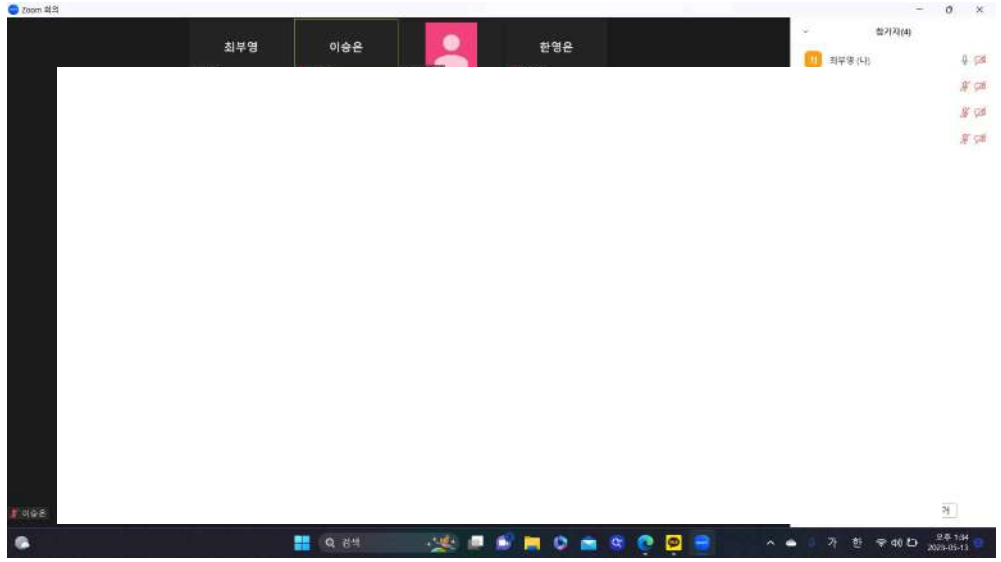 Zoom 회의
최부영
이승은
한영은
참가자(4)
최부영 (나)
이승은
검색
가
한
오후 1:34
2023-05-13